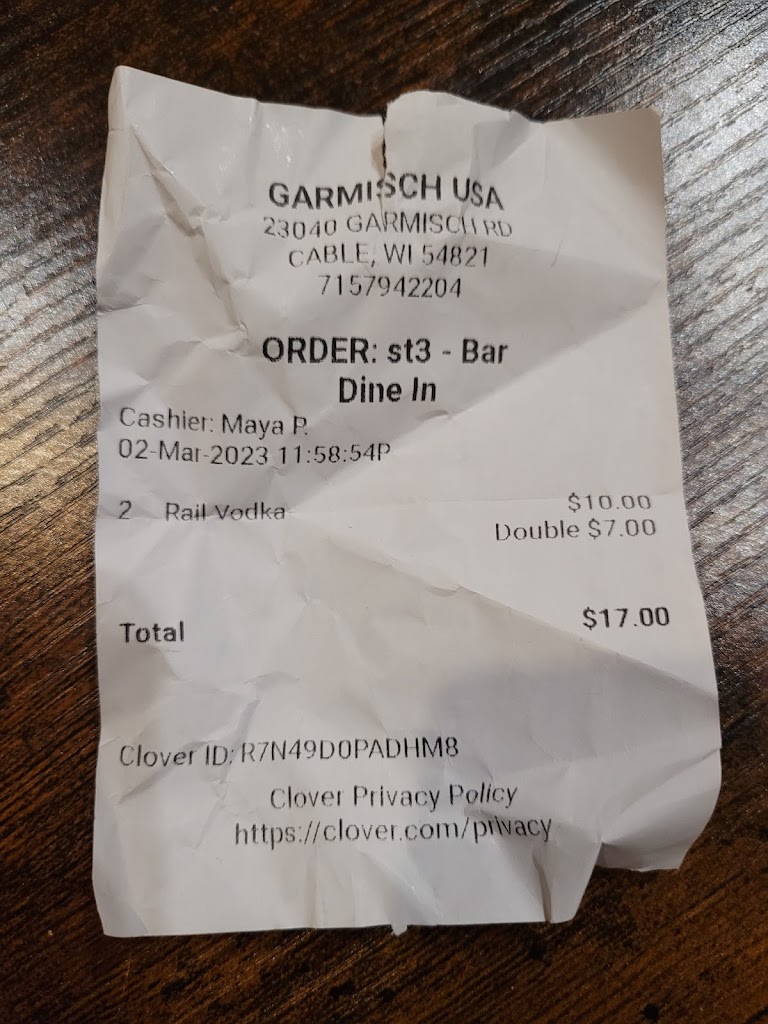 GARMISCH USA
23040 GARMISCH RD
CABLE, WI 54821
7157942204
ORDER: st3 - Bar
Dine In
Cashier: Maya P.
02-Mar-2023 11:58:54P
2 Rail Vodka $10.00
Double $7.00
Total $17.00
Clover ID: R7N49D0PADHM8
Clover Privacy Policy
https://clover.com/privacy